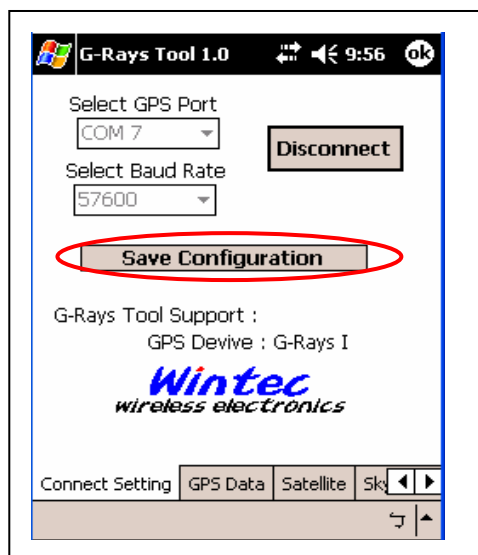 G-Rays Tool 1.0 9:56 ok
Select GPS Port
COM 7
Disconnect
Select Baud Rate
57600
Save Configuration
G-Rays Tool Support :
GPS Devive : G-Rays I
Wintec
wireless electronics
Connect Setting GPS Data Satellite Sky